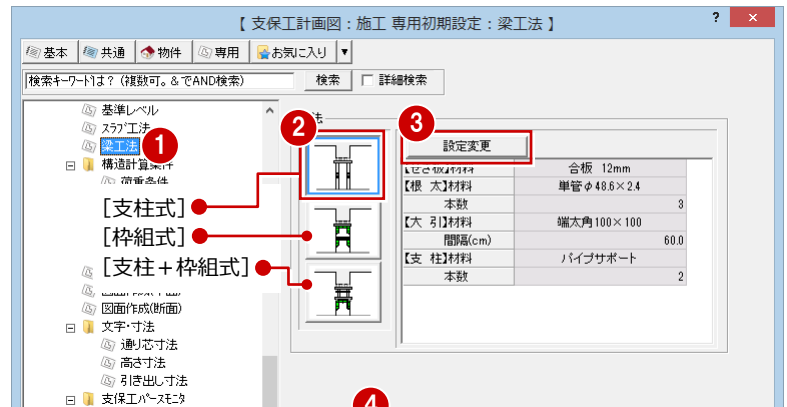 【 支保工計画図：施工 専用初期設定：梁工法 】
? ×
基本 共通 物件 専用 お気に入り ▼
検索キーワードは？（複数可。＆でAND検索） 検索 詳細検索
基準レベル
スラブ工法
梁工法 1
構造計算条件
荷重条件
[支柱式]
[枠組式]
[支柱＋枠組式]
図面作成(断面)
文字・寸法
通り芯寸法
高さ寸法
引き出し寸法
支保工パースモニタ
2
法
3
設定変更
【せき板】材料 合板 12mm
【根 太】材料 単管φ48.6×2.4
本数 3
【大 引】材料 端太角100×100
間隔(cm) 60.0
【支 柱】材料 パイプサポート
本数 2
4